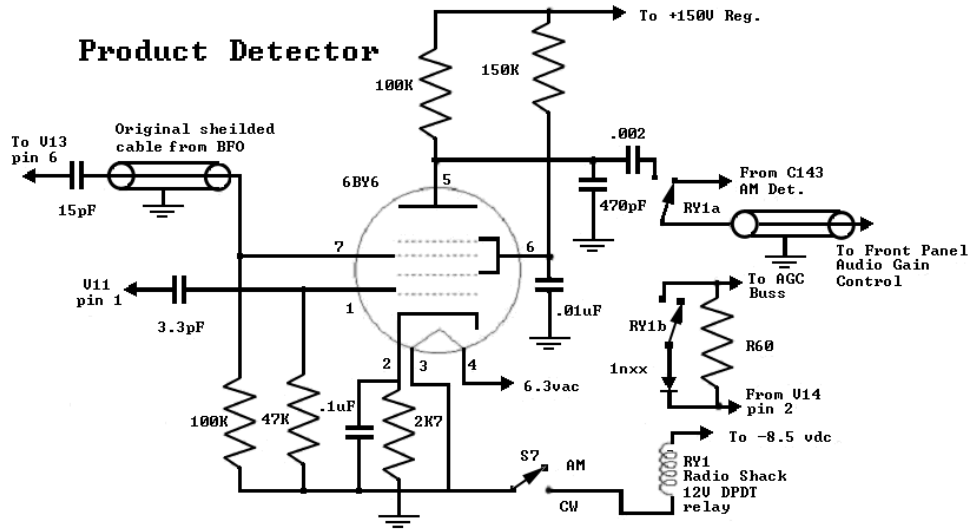 To +150V Reg.
Product Detector
100K
150K
Original sheilded
cable from BFO
To V13
pin 6
.002
15pF
6BY6
5
470pF
From C143
AM Det.
RY1a
7
6
To Front Panel
Audio Gain
Control
V11
pin 1
1
3.3pF
.01uF
To AGC
Buss
RY1b
R60
2
3
4
6.3vac
1nxx
From V14
pin 2
100K
47K
.1uF
2K7
To -8.5 vdc
S7
AM
CW
RY1
Radio Shack
12V DPDT
relay